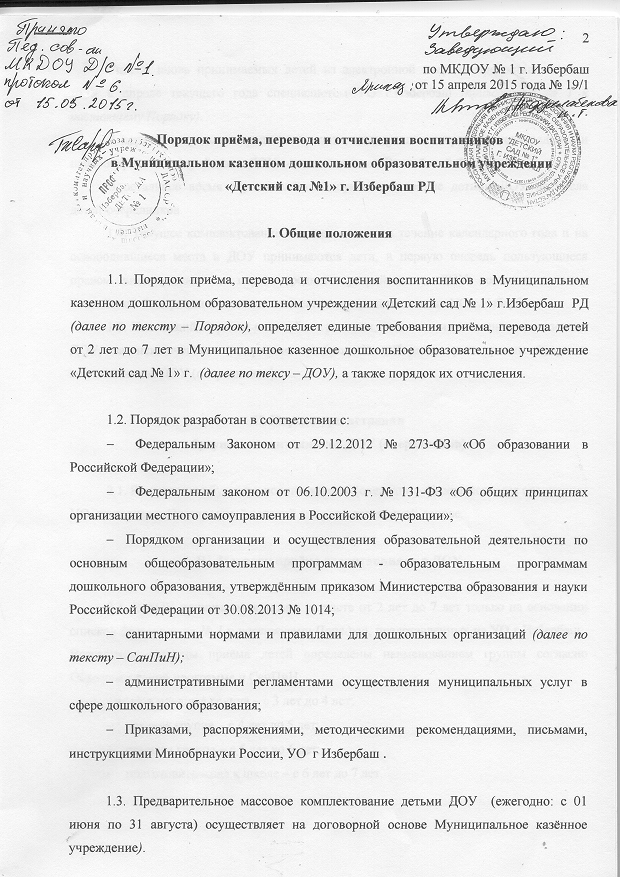 Принято
Пед. сов-ом
МКДОУ Д/с №1.
протокол № 6.
от 15.05.2015г.
Утверждаю:
Заведующий
2
по МКДОУ № 1 г. Избербаш
Приказ: от 15 апреля 2015 года № 19/1
МКДОУ
"ДЕТСКИЙ
САД № 1"
Г. ИЗБЕРБАШ
Порядок приёма, перевода и отчисления воспитанников
в Муниципальном казенном дошкольном образовательном учреждении
«Детский сад №1» г. Избербаш РД
I. Общие положения
1.1. Порядок приёма, перевода и отчисления воспитанников в Муниципальном
казенном дошкольном образовательном учреждении «Детский сад № 1» г.Избербаш РД
(далее по тексту – Порядок), определяет единые требования приёма, перевода детей
от 2 лет до 7 лет в Муниципальное казенное дошкольное образовательное учреждение
«Детский сад № 1» г. (далее по тексу – ДОУ), а также порядок их отчисления.
1.2. Порядок разработан в соответствии с:
– Федеральным Законом от 29.12.2012 № 273-ФЗ «Об образовании в
Российской Федерации»;
– Федеральным законом от 06.10.2003 г. № 131-ФЗ «Об общих принципах
организации местного самоуправления в Российской Федерации»;
– Порядком организации и осуществления образовательной деятельности по
основным общеобразовательным программам - образовательным программам
дошкольного образования, утверждённым приказом Министерства образования и науки
Российской Федерации от 30.08.2013 № 1014;
– санитарными нормами и правилами для дошкольных организаций (далее по
тексту – СанПиН);
– административными регламентами осуществления муниципальных услуг в
сфере дошкольного образования;
– Приказами, распоряжениями, методическими рекомендациями, письмами,
инструкциями Минобрнауки России, УО г Избербаш .
1.3. Предварительное массовое комплектование детьми ДОУ (ежегодно: с 01
июня по 31 августа) осуществляет на договорной основе Муниципальное казённое
учреждение).